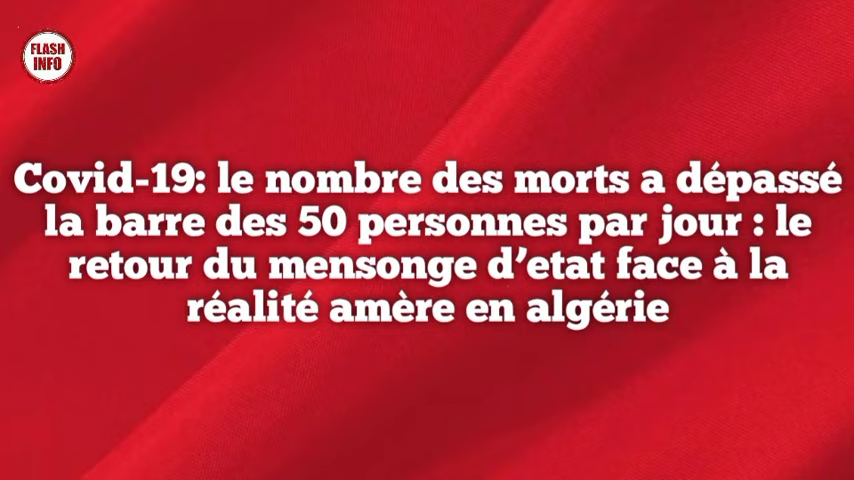 FLASH
INFO
Covid-19: le nombre des morts a dépassé
la barre des 50 personnes par jour : le
retour du mensonge d’etat face à la
réalité amère en algérie